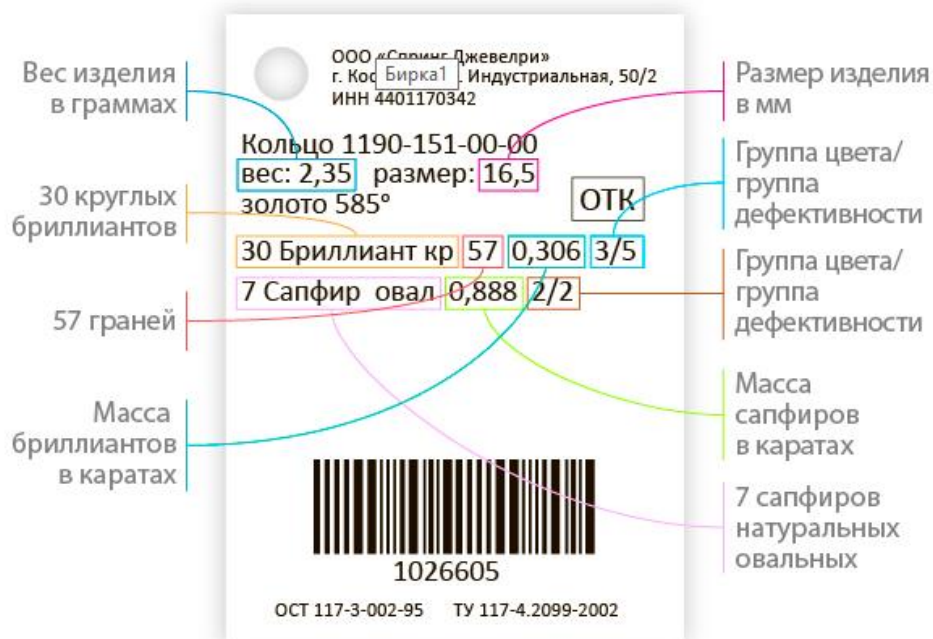 ООО «Спринг Джевелри»
г. Кос Индустриальная, 50/2
Бирка1
ИНН 4401170342
Кольцо 1190-151-00-00
вес: 2,35 размер: 16,5
золото 585°
ОТК
30 Бриллиант кр 57 0,306 3/5
7 Сапфир овал 0,888 2/2
1026605
ОСТ 117-3-002-95 ТУ 117-4.2099-2002
Вес изделия
в граммах
30 круглых
бриллиантов
57 граней
Масса
бриллиантов
в каратах
Размер изделия
в мм
Группа цвета/
группа
дефективности
Группа цвета/
группа
дефективности
Масса
сапфиров
в каратах
7 сапфиров
натуральных
овальных